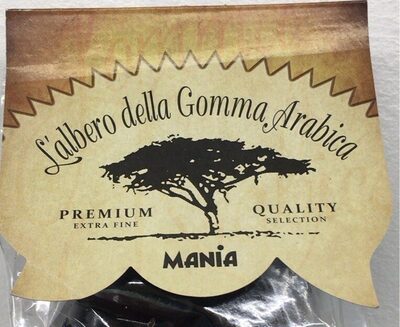 L'albero della Gomma Arabica
PREMIUM
EXTRA FINE
QUALITY
SELECTION
MANIA